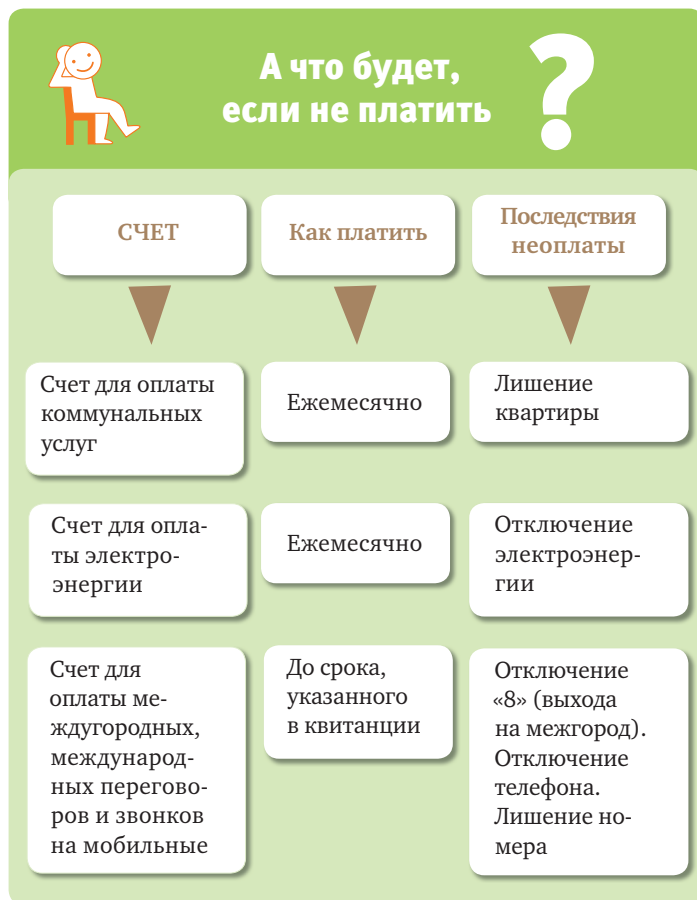 А что будет,
если не платить ?
СЧЕТ
Как платить
Последствия
неоплаты
Счет для оплаты
коммунальных
услуг
Ежемесячно
Лишение
квартиры
Счет для опла-
ты электро-
энергии
Ежемесячно
Отключение
электроэнер-
гии
Счет для
оплаты ме-
ждугородных,
международ-
ных перегово-
ров и звонков
на мобильные
До срока,
указанного
в квитанции
Отключение
«8» (выхода
на межгород).
Отключение
телефона.
Лишение но-
мера